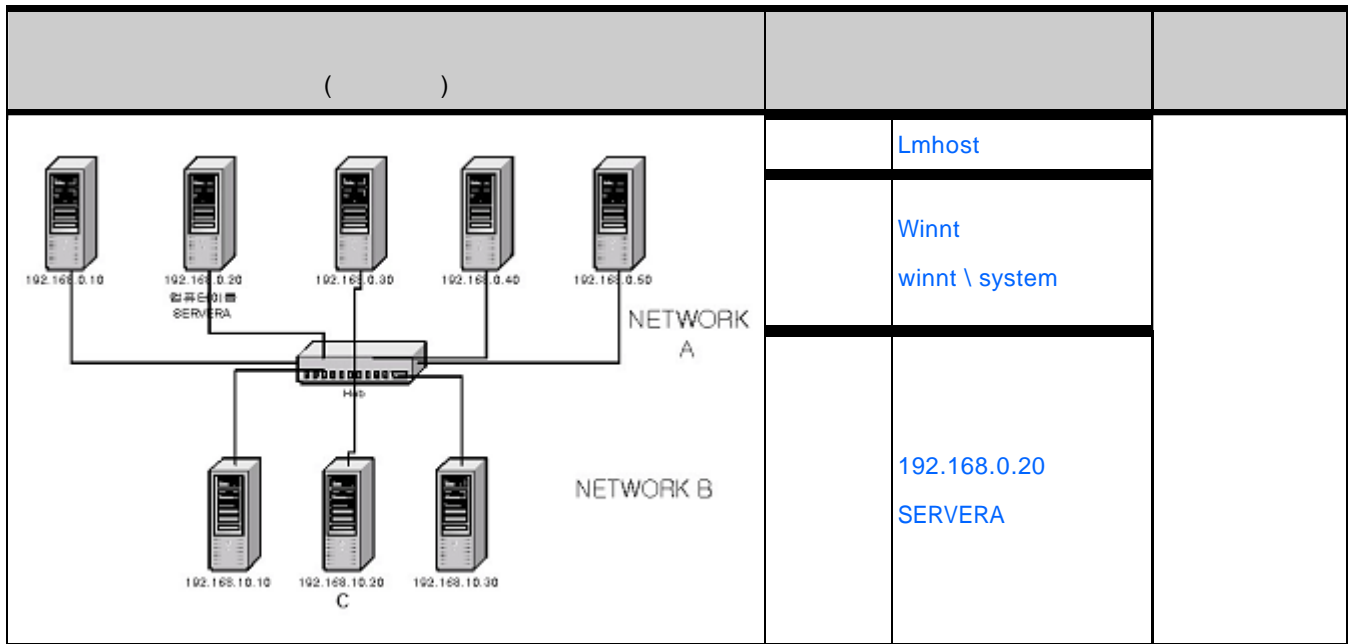 ( )
Lmhost
Winnt
winnt \ system
192.168.0.20
SERVERA
192.168.0.10
192.168.0.20
컴퓨터이름
SERVERA
192.168.0.30
192.168.0.40
192.168.0.50
NETWORK
A
Hub
NETWORK B
192.168.10.10
192.168.10.20
C
192.168.10.30